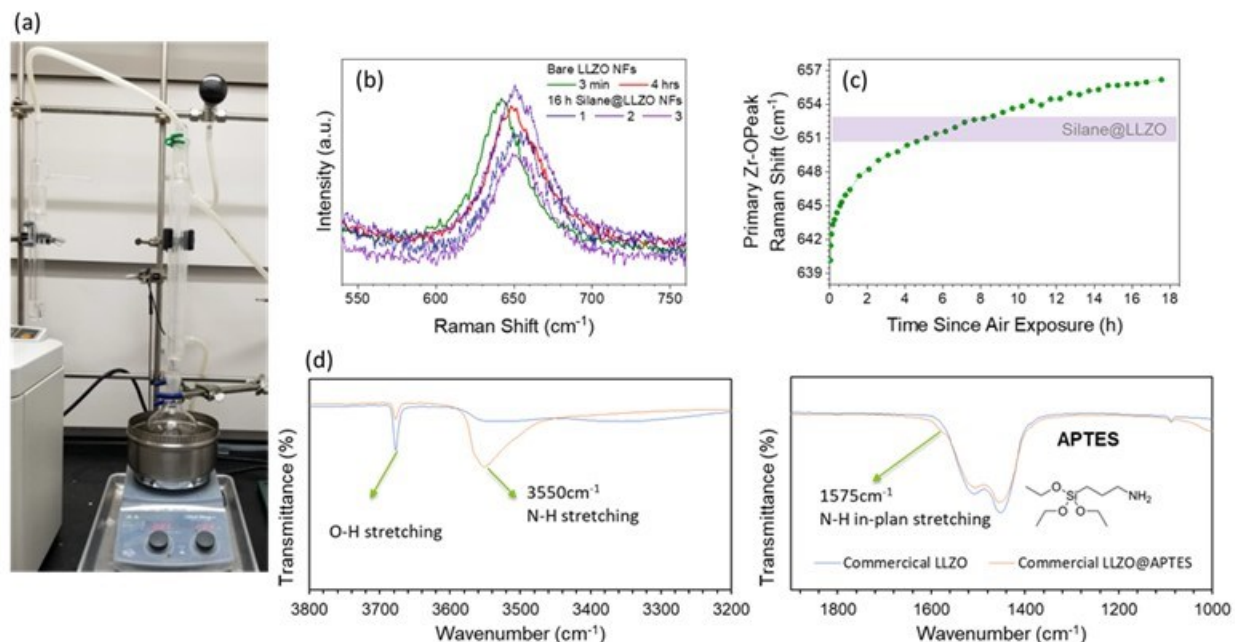 (a)
(b)
Bare LLZO NFs
3 min 4 hrs
16 h Silane@LLZO NFs
1 2 3
Intensity (a.u.)
550 600 650 700 750
Raman Shift (cm-1)
(c)
657
654
651
648
645
642
639
Primary Zr-OPeak
Raman Shift (cm-1)
Silane@LLZO
0 2 4 6 8 10 12 14 16 18
Time Since Air Exposure (h)
(d)
Transmittance (%)
O-H stretching
3550cm-1
N-H stretching
3800 3700 3600 3500 3400 3300 3200
Wavenumber (cm-1)
Transmittance (%)
1575cm-1
N-H in-plan stretching
APTES
O Si NH2
O O
Commercical LLZO Commercial LLZO@APTES
1800 1600 1400 1200 1000
Wavenumber (cm-1)